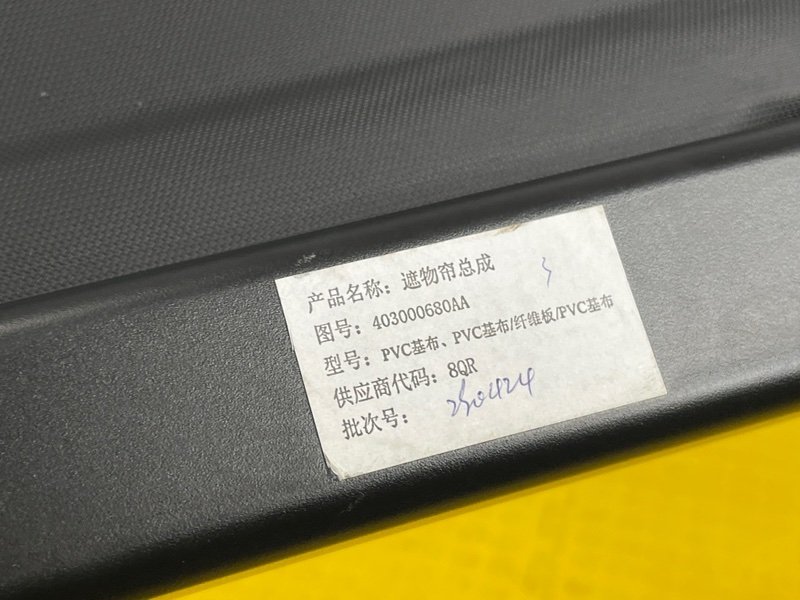 产品名称：遮物帘总成
图号：403000680AA
型号：PVC基布、PVC基布/纤维板/PVC基布
供应商代码：8QR
批次号：230424